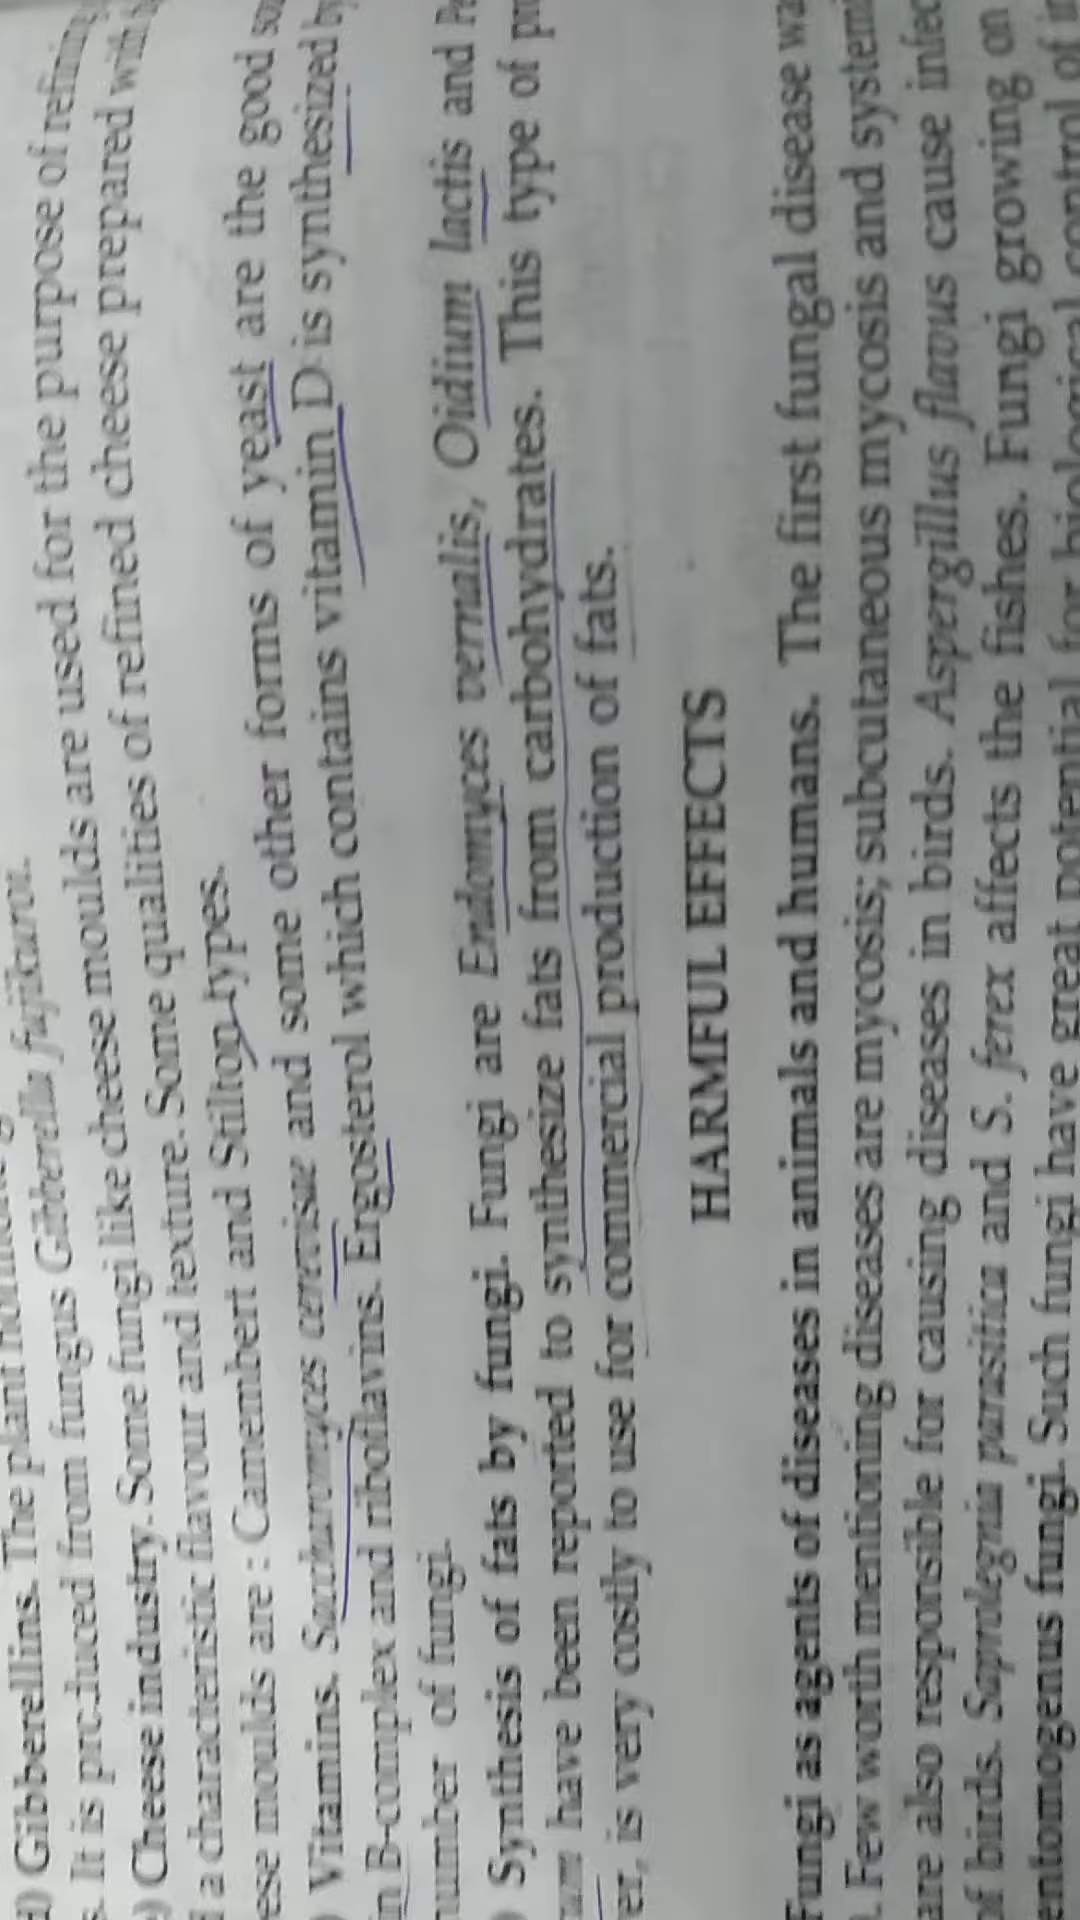 d) Gibberellins. The plant
s. It is produced from fungus Gibberella fujikuroi.
) Cheese industry. Some fungi like cheese moulds are used for the purpose of refining
a characteristic flavour and texture. Some qualities of refined cheese prepared with
ese moulds are : Camembert and Stilton types.
) Vitamins. Saccharomyces cerevisae and some other forms of yeast are the good
in B-complex and riboflavins. Ergosterol which contains vitamin D is synthesized by
number of fungi.
) Synthesis of fats by fungi. Fungi are Endomyces vernalis, Oidium lactis and
have been reported to synthesize fats from carbohydrates. This type of
er, is very costly to use for commercial production of fats.
HARMFUL EFFECTS
Fungi as agents of diseases in animals and humans. The first fungal disease
. Few worth mentioning diseases are mycosis; subcutaneous mycosis and
are also responsible for causing diseases in birds. Aspergillus flavus cause
of birds. Saprolegnia parasitica and S. ferex affects the fishes. Fungi growing on
entomogenus fungi. Such fungi have great potential for biological control of